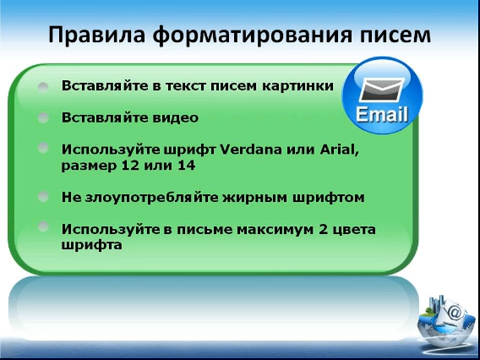 Правила форматирования писем
Вставляйте в текст писем картинки
Email
Вставляйте видео
Используйте шрифт Verdana или Arial,
размер 12 или 14
Не злоупотребляйте жирным шрифтом
Используйте в письме максимум 2 цвета
шрифта
@